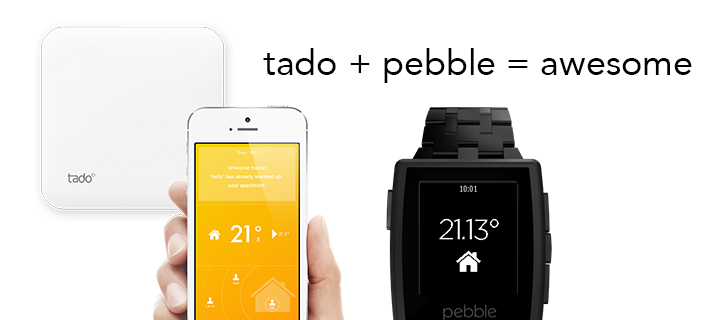 tado + pebble = awesome
tado°
Welcome home!
tado° has already warmed up
your apartment.
21°
10:01
21.13°
pebble